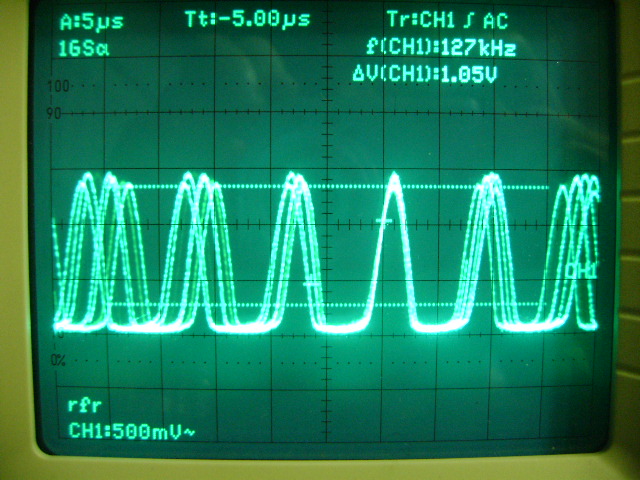 A:5µs Tt:-5.00µs Tr:CH1 ∫ AC
16Sa f(CH1):127kHz
ΔV(CH1):1.05V
100
90
CH1
0%
rfr
CH1:500mV~